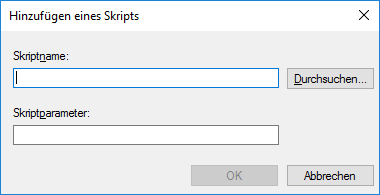 Hinzufügen eines Skripts
Skriptname:
Durchsuchen...
Skriptparameter:
OK
Abbrechen